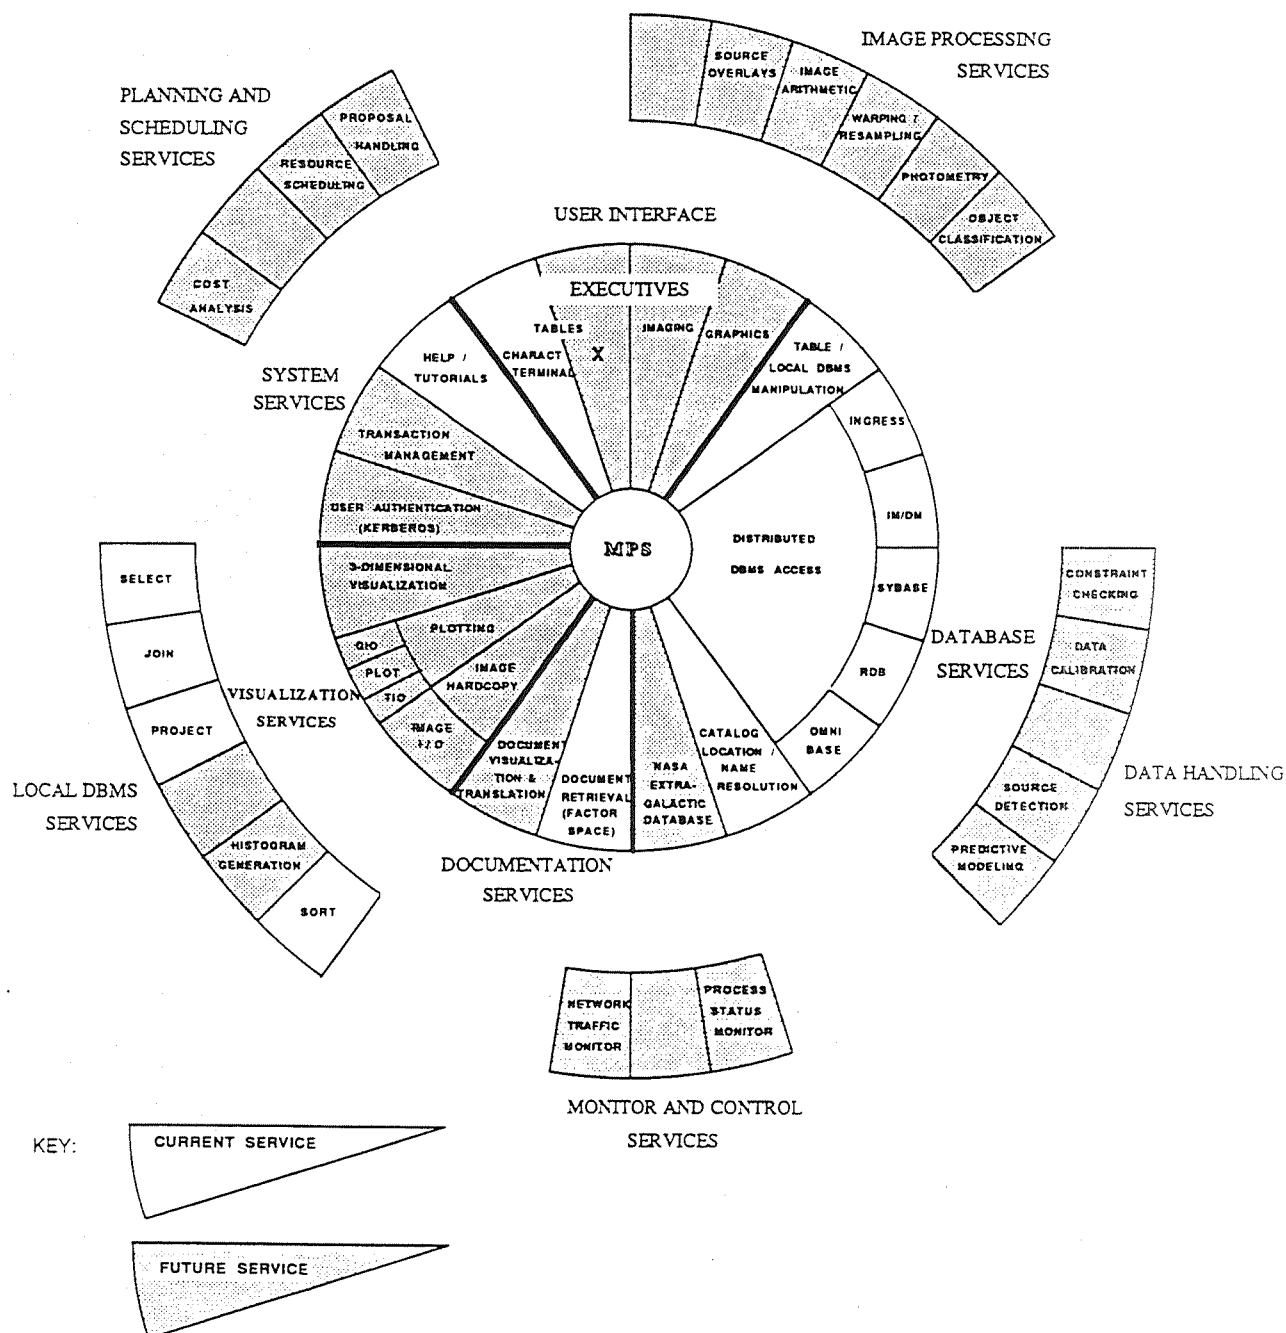 IMAGE PROCESSING
SERVICES
SOURCE
OVERLAYS
IMAGE
ARITHMETIC
WARPING /
RESAMPLING
PHOTOMETRY
OBJECT
CLASSIFICATION
PLANNING AND
SCHEDULING
SERVICES
PROPOSAL
HANDLING
RESOURCE
SCHEDULING
COST
ANALYSIS
USER INTERFACE
EXECUTIVES
TABLES
CHARACT
TERMINAL
X
IMAGING
GRAPHICS
SYSTEM
SERVICES
HELP /
TUTORIALS
TRANSACTION
MANAGEMENT
USER AUTHENTICATION
(KERBEROS)
MPS
TABLE /
LOCAL DBMS
MANIPULATION
INGRESS
IM/DM
SYBASE
RDB
OMNI
BASE
DISTRIBUTED
DBMS ACCESS
DATABASE
SERVICES
3-DIMENSIONAL
VISUALIZATION
PLOTTING
GIO
PLOT
TIO
IMAGE
HARDCOPY
IMAGE
I/O
VISUALIZATION
SERVICES
DOCUMENT
VISUALIZA-
TION &
TRANSLATION
DOCUMENT
RETRIEVAL
(FACTOR
SPACE)
NASA
EXTRA-
GALACTIC
DATABASE
CATALOG
LOCATION /
NAME
RESOLUTION
DOCUMENTATION
SERVICES
SELECT
JOIN
PROJECT
HISTOGRAM
GENERATION
SORT
LOCAL DBMS
SERVICES
CONSTRAINT
CHECKING
DATA
CALIBRATION
SOURCE
DETECTION
PREDICTIVE
MODELING
DATA HANDLING
SERVICES
NETWORK
TRAFFIC
MONITOR
PROCESS
STATUS
MONITOR
MONITOR AND CONTROL
SERVICES
KEY:
CURRENT SERVICE
FUTURE SERVICE